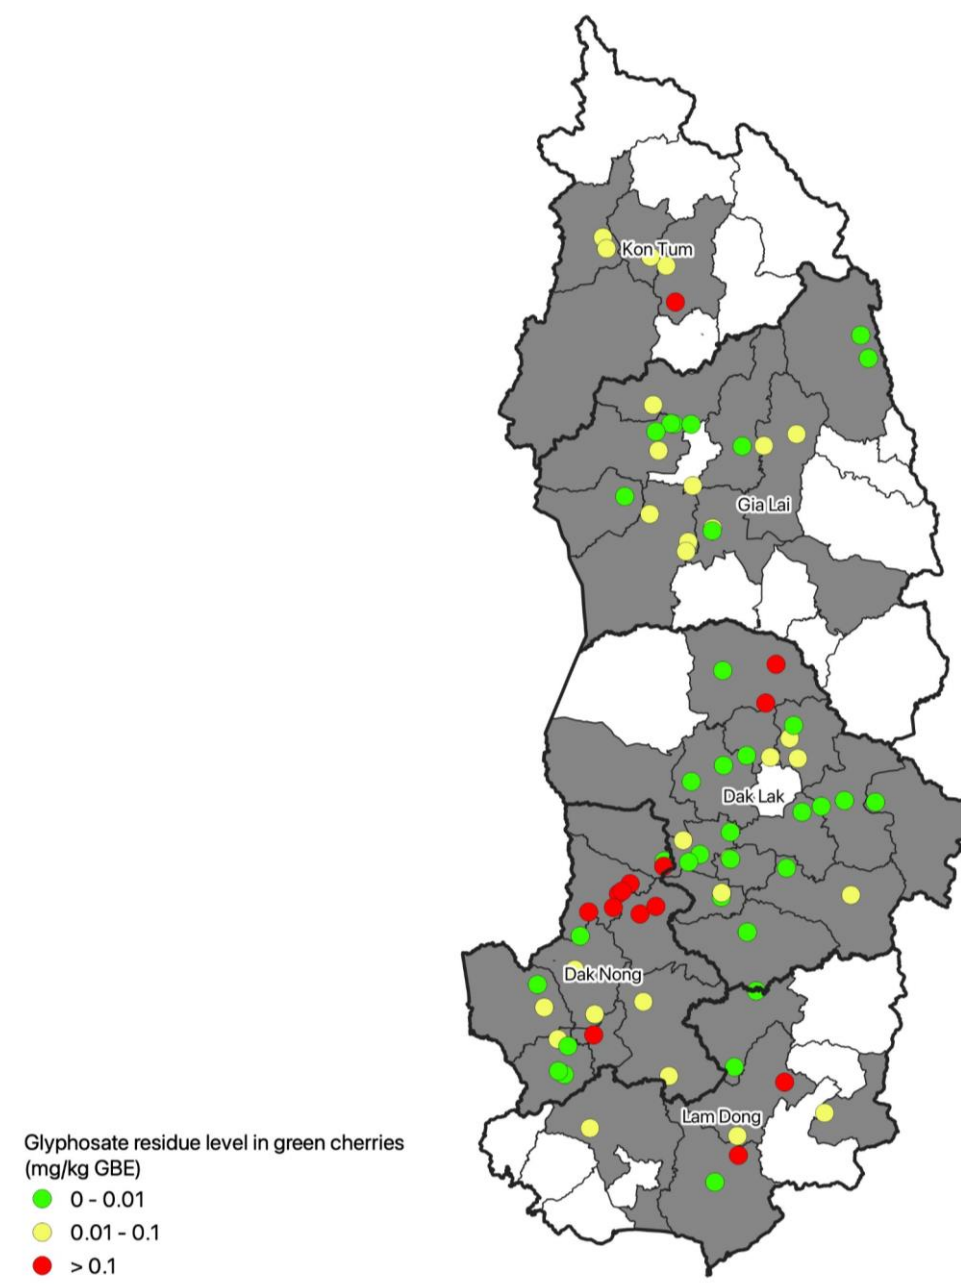 Kon Tum
Gia Lai
Dak Lak
Dak Nong
Lam Dong
Glyphosate residue level in green cherries
(mg/kg GBE)
0 - 0.01
0.01 - 0.1
> 0.1